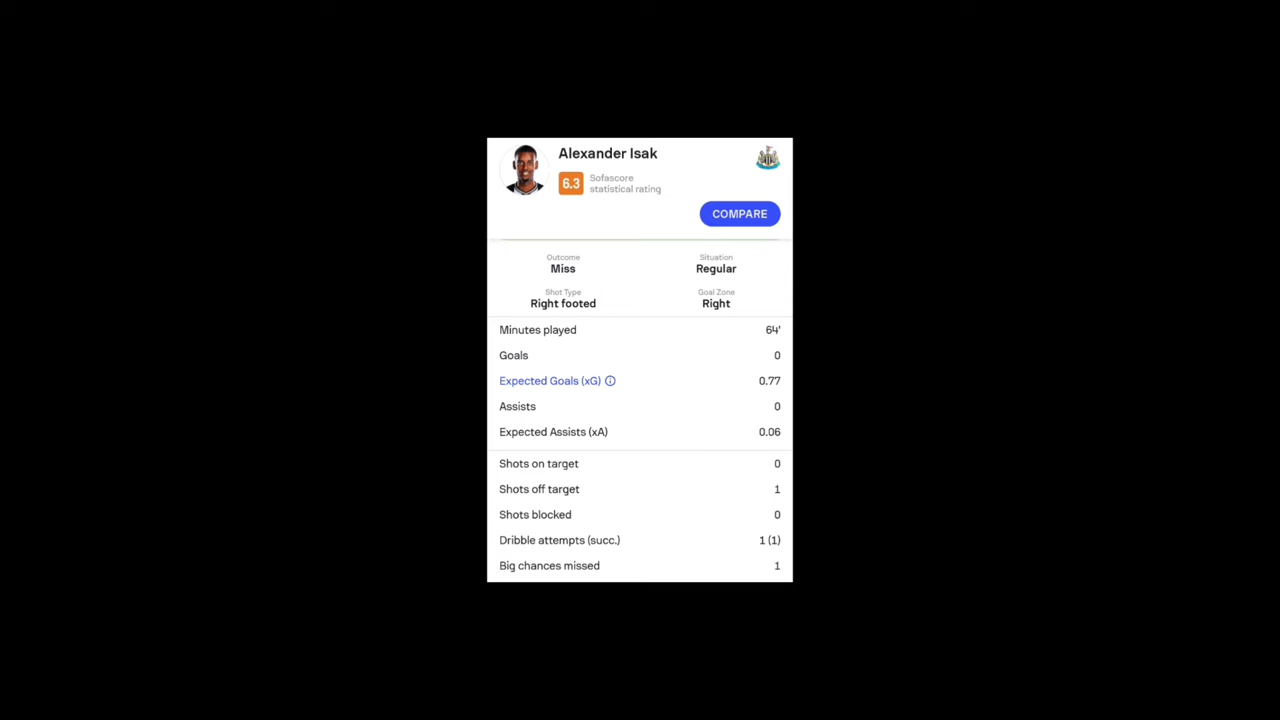 Alexander Isak
6.3
Sofascore
statistical rating
COMPARE
Outcome
Miss
Situation
Regular
Shot Type
Right footed
Goal Zone
Right
Minutes played 64'
Goals 0
Expected Goals (xG) 0.77
Assists 0
Expected Assists (xA) 0.06
Shots on target 0
Shots off target 1
Shots blocked 0
Dribble attempts (succ.) 1 (1)
Big chances missed 1